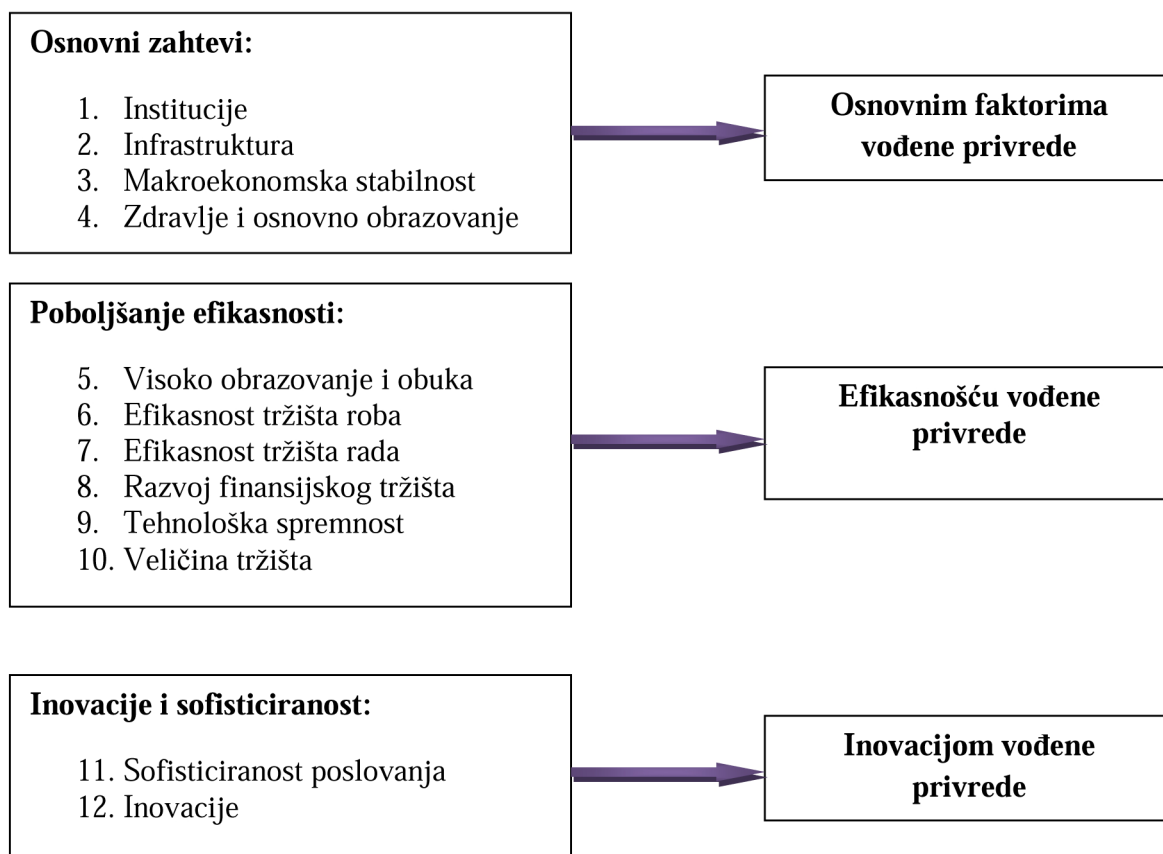 Osnovni zahtevi:
1. Institucije
2. Infrastruktura
3. Makroekonomska stabilnost
4. Zdravlje i osnovno obrazovanje
Osnovnim faktorima
vođene privrede
Poboljšanje efikasnosti:
5. Visoko obrazovanje i obuka
6. Efikasnost tržišta roba
7. Efikasnost tržišta rada
8. Razvoj finansijskog tržišta
9. Tehnološka spremnost
10. Veličina tržišta
Efikasnošću vođene
privrede
Inovacije i sofisticiranost:
11. Sofisticiranost poslovanja
12. Inovacije
Inovacijom vođene
privrede